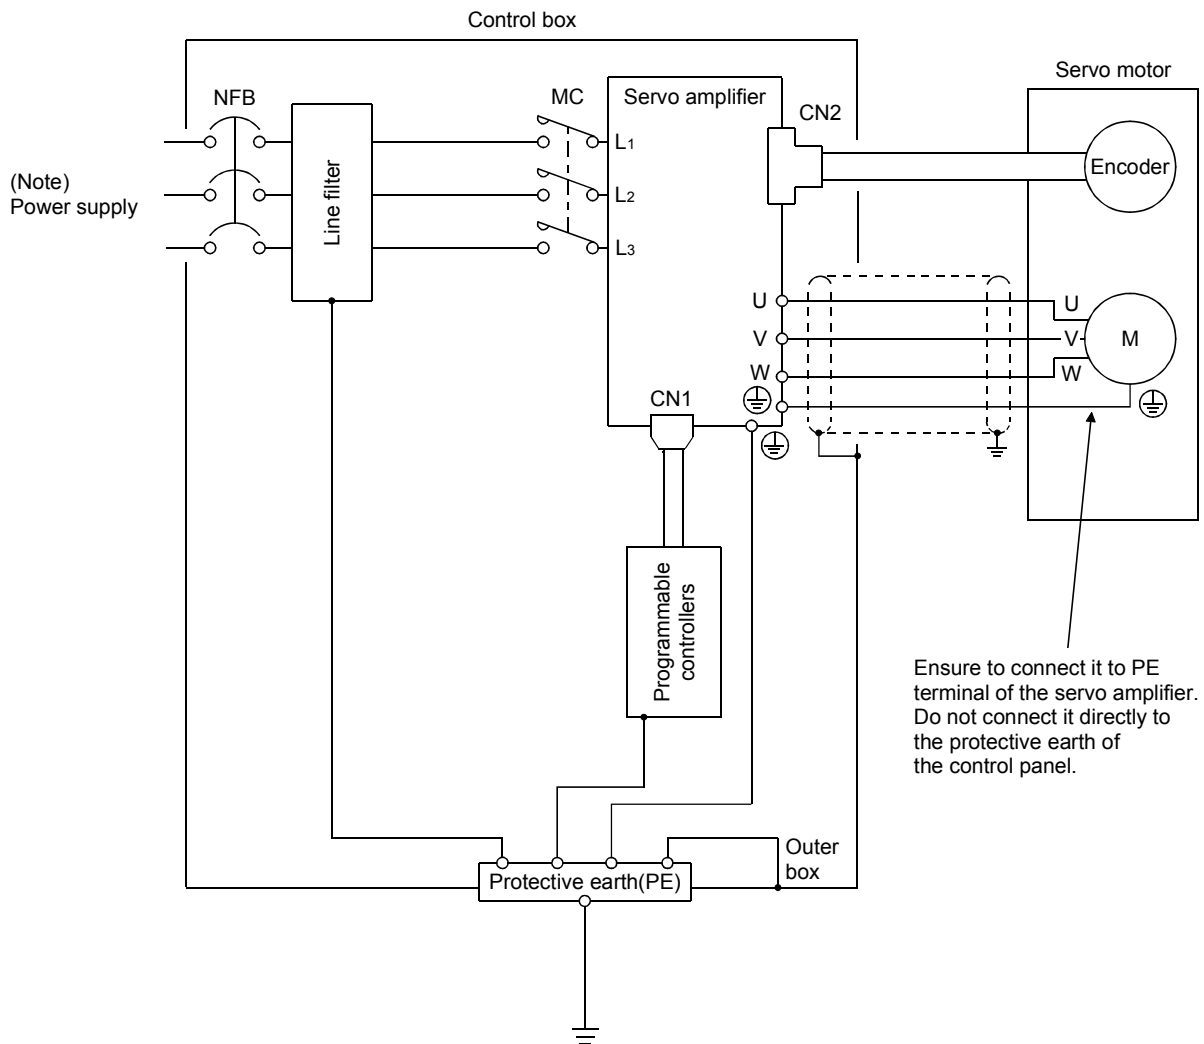 Control box
Servo motor
NFB
MC
Servo amplifier
CN2
L1
Encoder
(Note)
Power supply
Line filter
L2
L3
U
U
V
V
M
W
W
CN1
Programmable
controllers
Ensure to connect it to PE
terminal of the servo amplifier.
Do not connect it directly to
the protective earth of
the control panel.
Outer
box
Protective earth(PE)